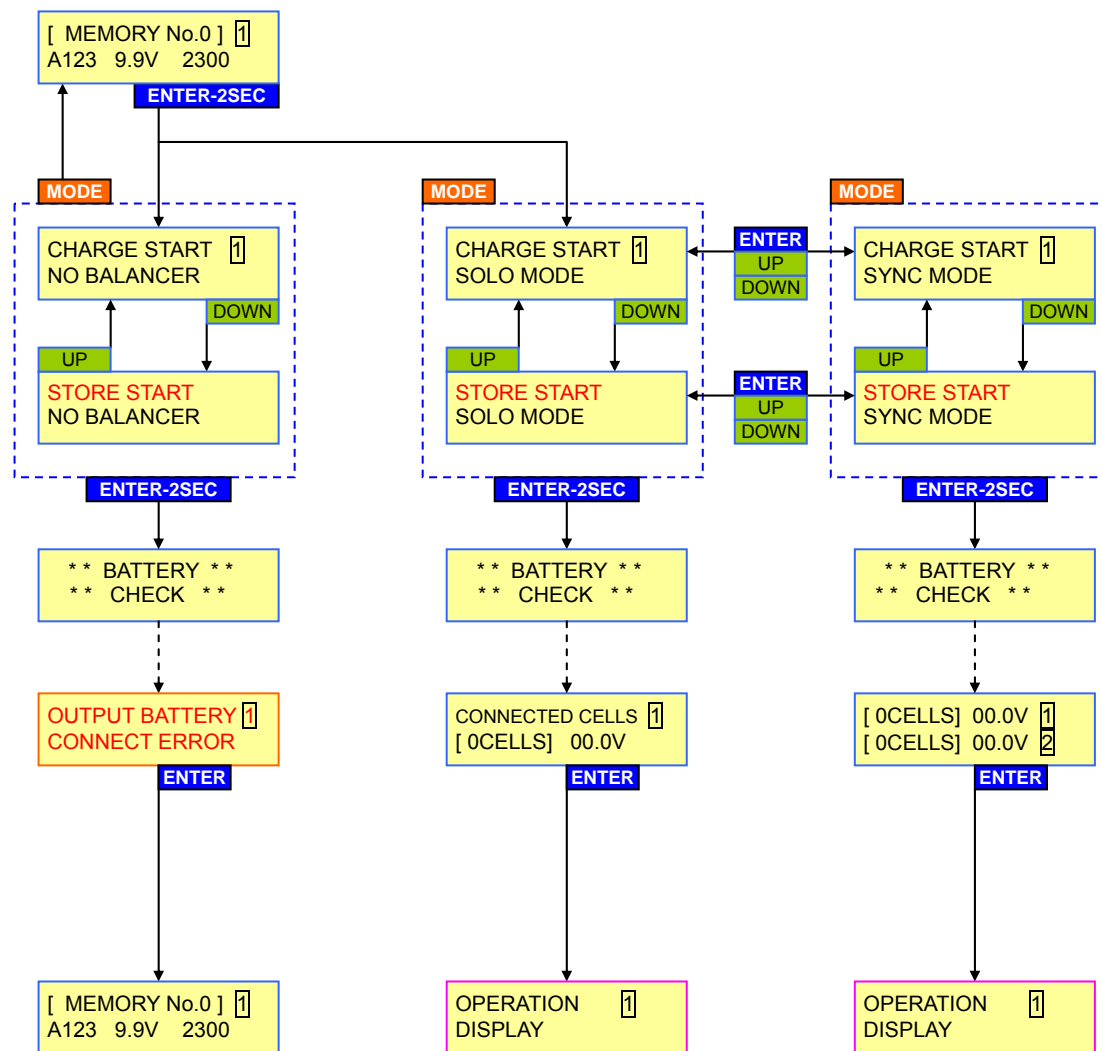 [ MEMORY No.0 ] 1
A123 9.9V 2300
ENTER-2SEC
MODE
MODE
MODE
CHARGE START 1
NO BALANCER
DOWN
UP
STORE START
NO BALANCER
ENTER-2SEC
CHARGE START 1
SOLO MODE
DOWN
UP
STORE START
SOLO MODE
ENTER-2SEC
ENTER
UP
DOWN
ENTER
UP
DOWN
CHARGE START 1
SYNC MODE
DOWN
UP
STORE START
SYNC MODE
ENTER-2SEC
* * BATTERY * *
* * CHECK * *
* * BATTERY * *
* * CHECK * *
* * BATTERY * *
* * CHECK * *
OUTPUT BATTERY 1
CONNECT ERROR
ENTER
CONNECTED CELLS 1
[ 0CELLS] 00.0V
ENTER
[ 0CELLS] 00.0V 1
[ 0CELLS] 00.0V 2
ENTER
[ MEMORY No.0 ] 1
A123 9.9V 2300
OPERATION 1
DISPLAY
OPERATION 1
DISPLAY